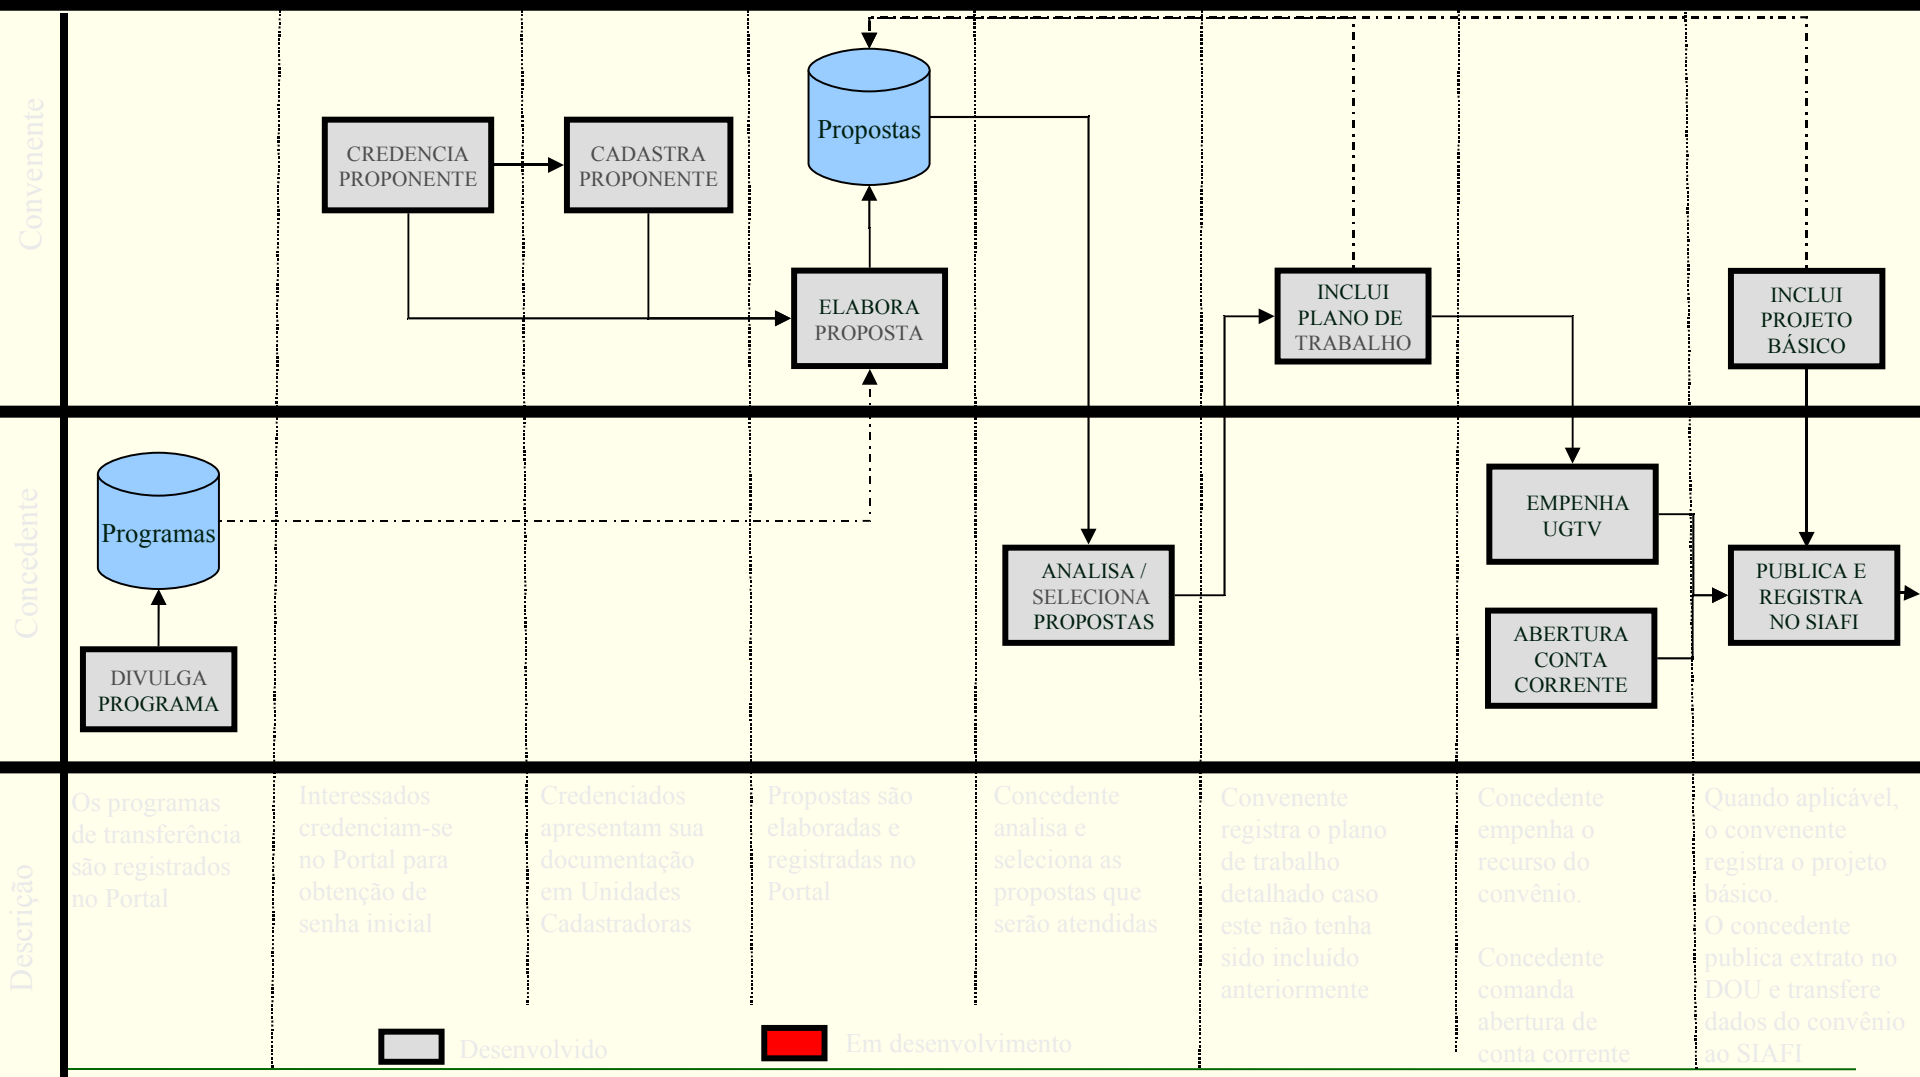 Convenente
CREDENCIA
PROPONENTE
CADASTRA
PROPONENTE
Propostas
ELABORA
PROPOSTA
INCLUI
PLANO DE
TRABALHO
INCLUI
PROJETO
BÁSICO
Concedente
Programas
DIVULGA
PROGRAMA
ANALISA /
SELECIONA
PROPOSTAS
EMPENHA
UGTV
ABERTURA
CONTA
CORRENTE
PUBLICA E
REGISTRA
NO SIAFI
Descrição
Os programas
de transferência
são registrados
no Portal
Interessados
credenciam-se
no Portal para
obtenção de
senha inicial
Credenciados
apresentam sua
documentação
em Unidades
Cadastradoras
Propostas são
elaboradas e
registradas no
Portal
Concedente
analisa e
seleciona as
propostas que
serão atendidas
Convenente
registra o plano
de trabalho
detalhado caso
este não tenha
sido incluído
anteriormente
Concedente
empenha o
recurso do
convênio.
Concedente
comanda
abertura de
conta corrente
Quando aplicável,
o convenente
registra o projeto
básico.
O concedente
publica extrato no
DOU e transfere
dados do convênio
ao SIAFI
Desenvolvido
Em desenvolvimento